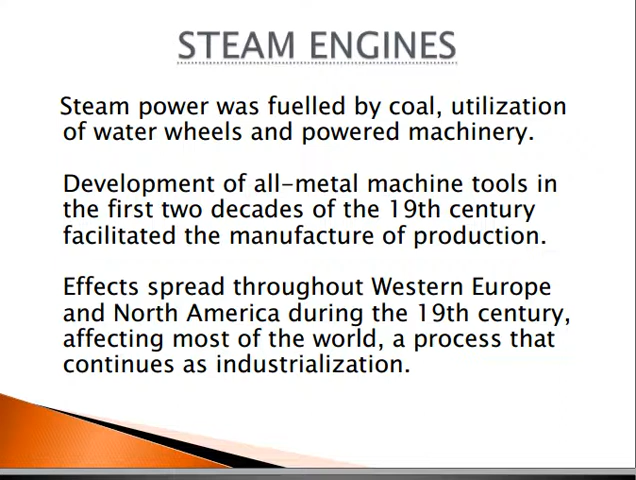 STEAM ENGINES
Steam power was fuelled by coal, utilization
of water wheels and powered machinery.
Development of all-metal machine tools in
the first two decades of the 19th century
facilitated the manufacture of production.
Effects spread throughout Western Europe
and North America during the 19th century,
affecting most of the world, a process that
continues as industrialization.